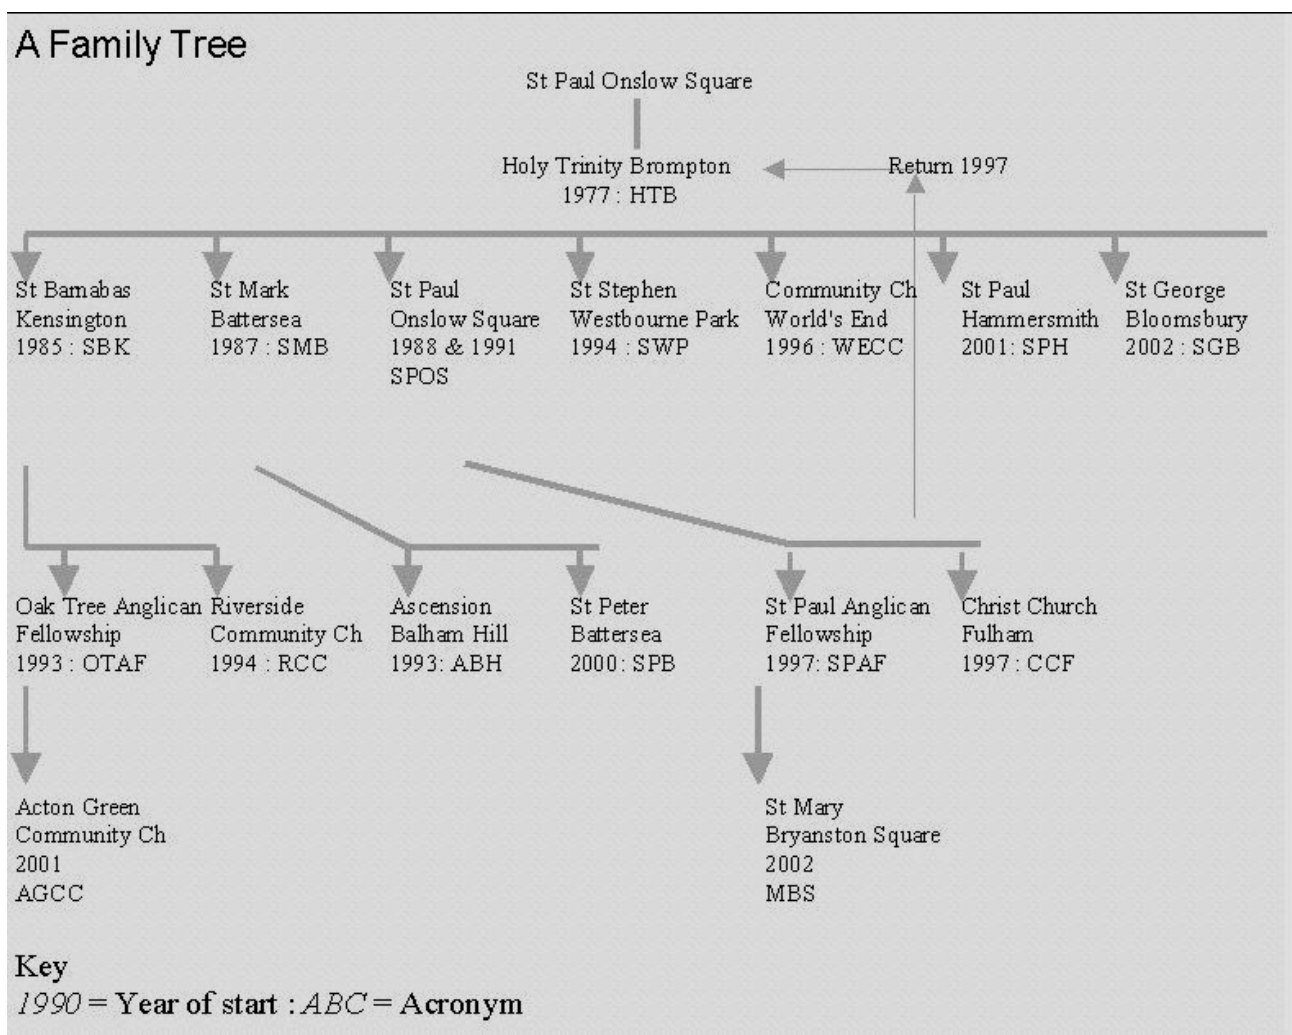 A Family Tree
St Paul Onslow Square
Holy Trinity Brompton
1977 : HTB
Return 1997
St Barnabas
Kensington
1985 : SBK
St Mark
Battersea
1987 : SMB
St Paul
Onslow Square
1988 & 1991
SPOS
St Stephen
Westbourne Park
1994 : SWP
Community Ch
World's End
1996 : WECC
St Paul
Hammersmith
2001: SPH
St George
Bloomsbury
2002 : SGB
Oak Tree Anglican
Fellowship
1993 : OTAF
Riverside
Community Ch
1994 : RCC
Ascension
Balham Hill
1993: ABH
St Peter
Battersea
2000: SPB
St Paul Anglican
Fellowship
1997: SPAF
Christ Church
Fulham
1997 : CCF
Acton Green
Community Ch
2001
AGCC
St Mary
Bryanston Square
2002
MBS
Key
1990 = Year of start : ABC = Acronym